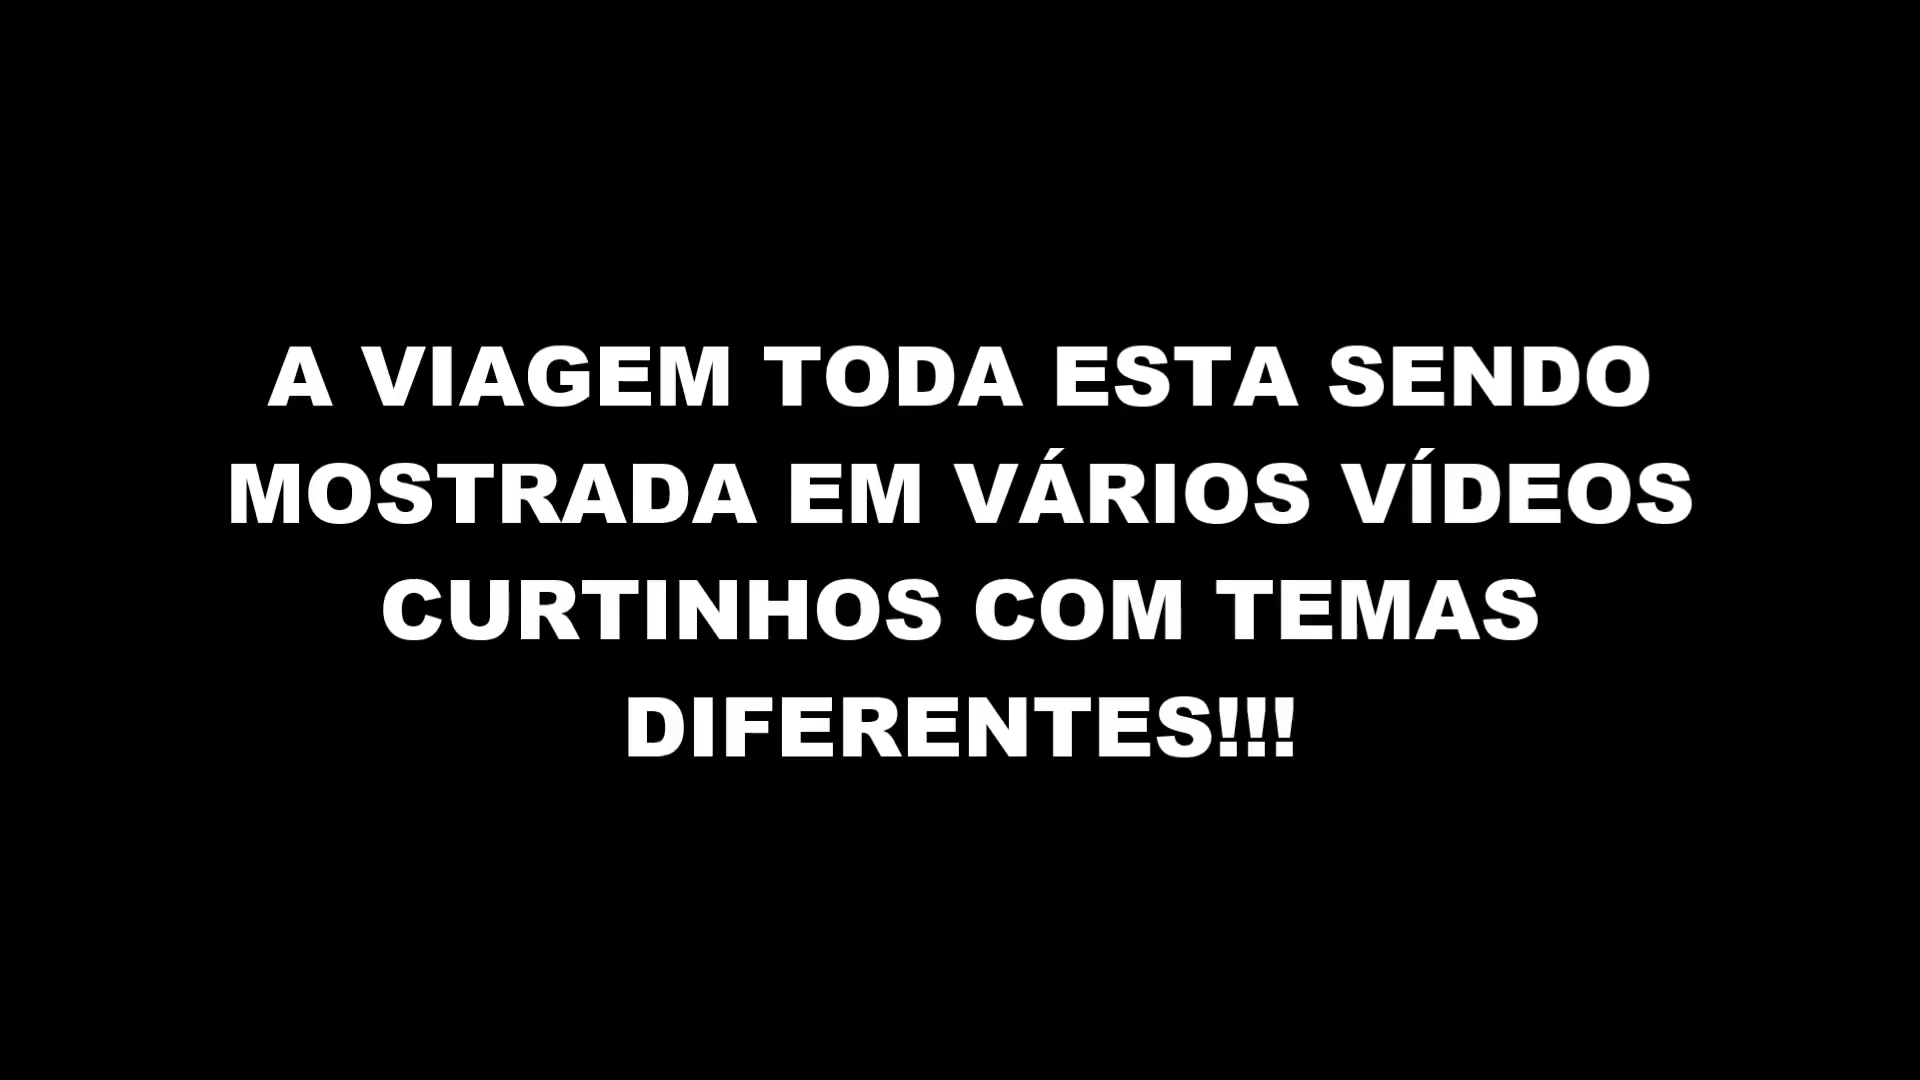 A VIAGEM TODA ESTA SENDO
MOSTRADA EM VÁRIOS VÍDEOS
CURTINHOS COM TEMAS
DIFERENTES!!!